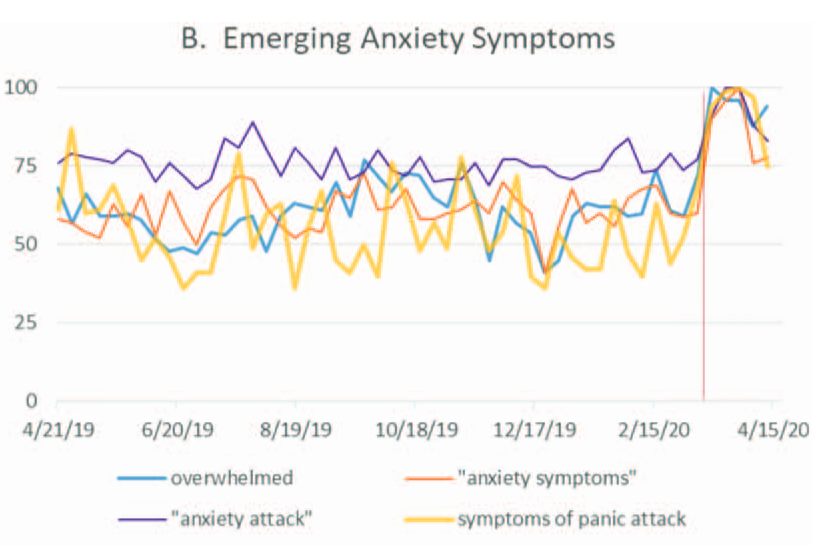 B. Emerging Anxiety Symptoms
100
75
50
25
0
4/21/19 6/20/19 8/19/19 10/18/19 12/17/19 2/15/20 4/15/20
overwhelmed "anxiety symptoms"
"anxiety attack" symptoms of panic attack